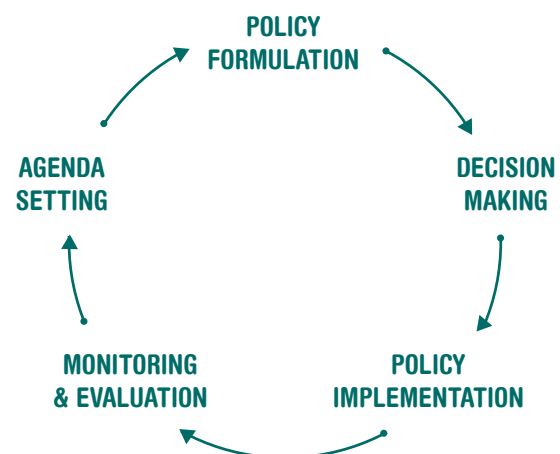 POLICY
FORMULATION
DECISION
MAKING
POLICY
IMPLEMENTATION
MONITORING
& EVALUATION
AGENDA
SETTING